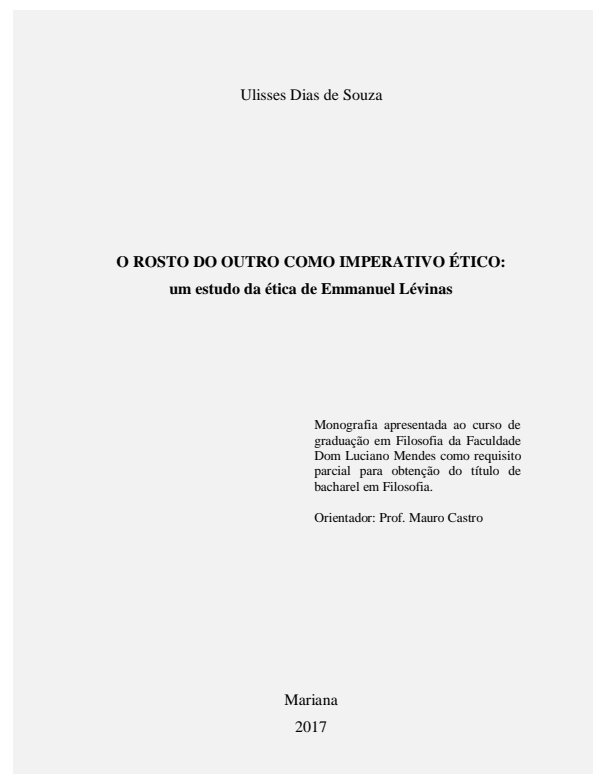 Ulisses Dias de Souza
O ROSTO DO OUTRO COMO IMPERATIVO ÉTICO:
um estudo da ética de Emmanuel Lévinas
Monografia apresentada ao curso de
graduação em Filosofia da Faculdade
Dom Luciano Mendes como requisito
parcial para obtenção do título de
bacharel em Filosofia.
Orientador: Prof. Mauro Castro
Mariana
2017